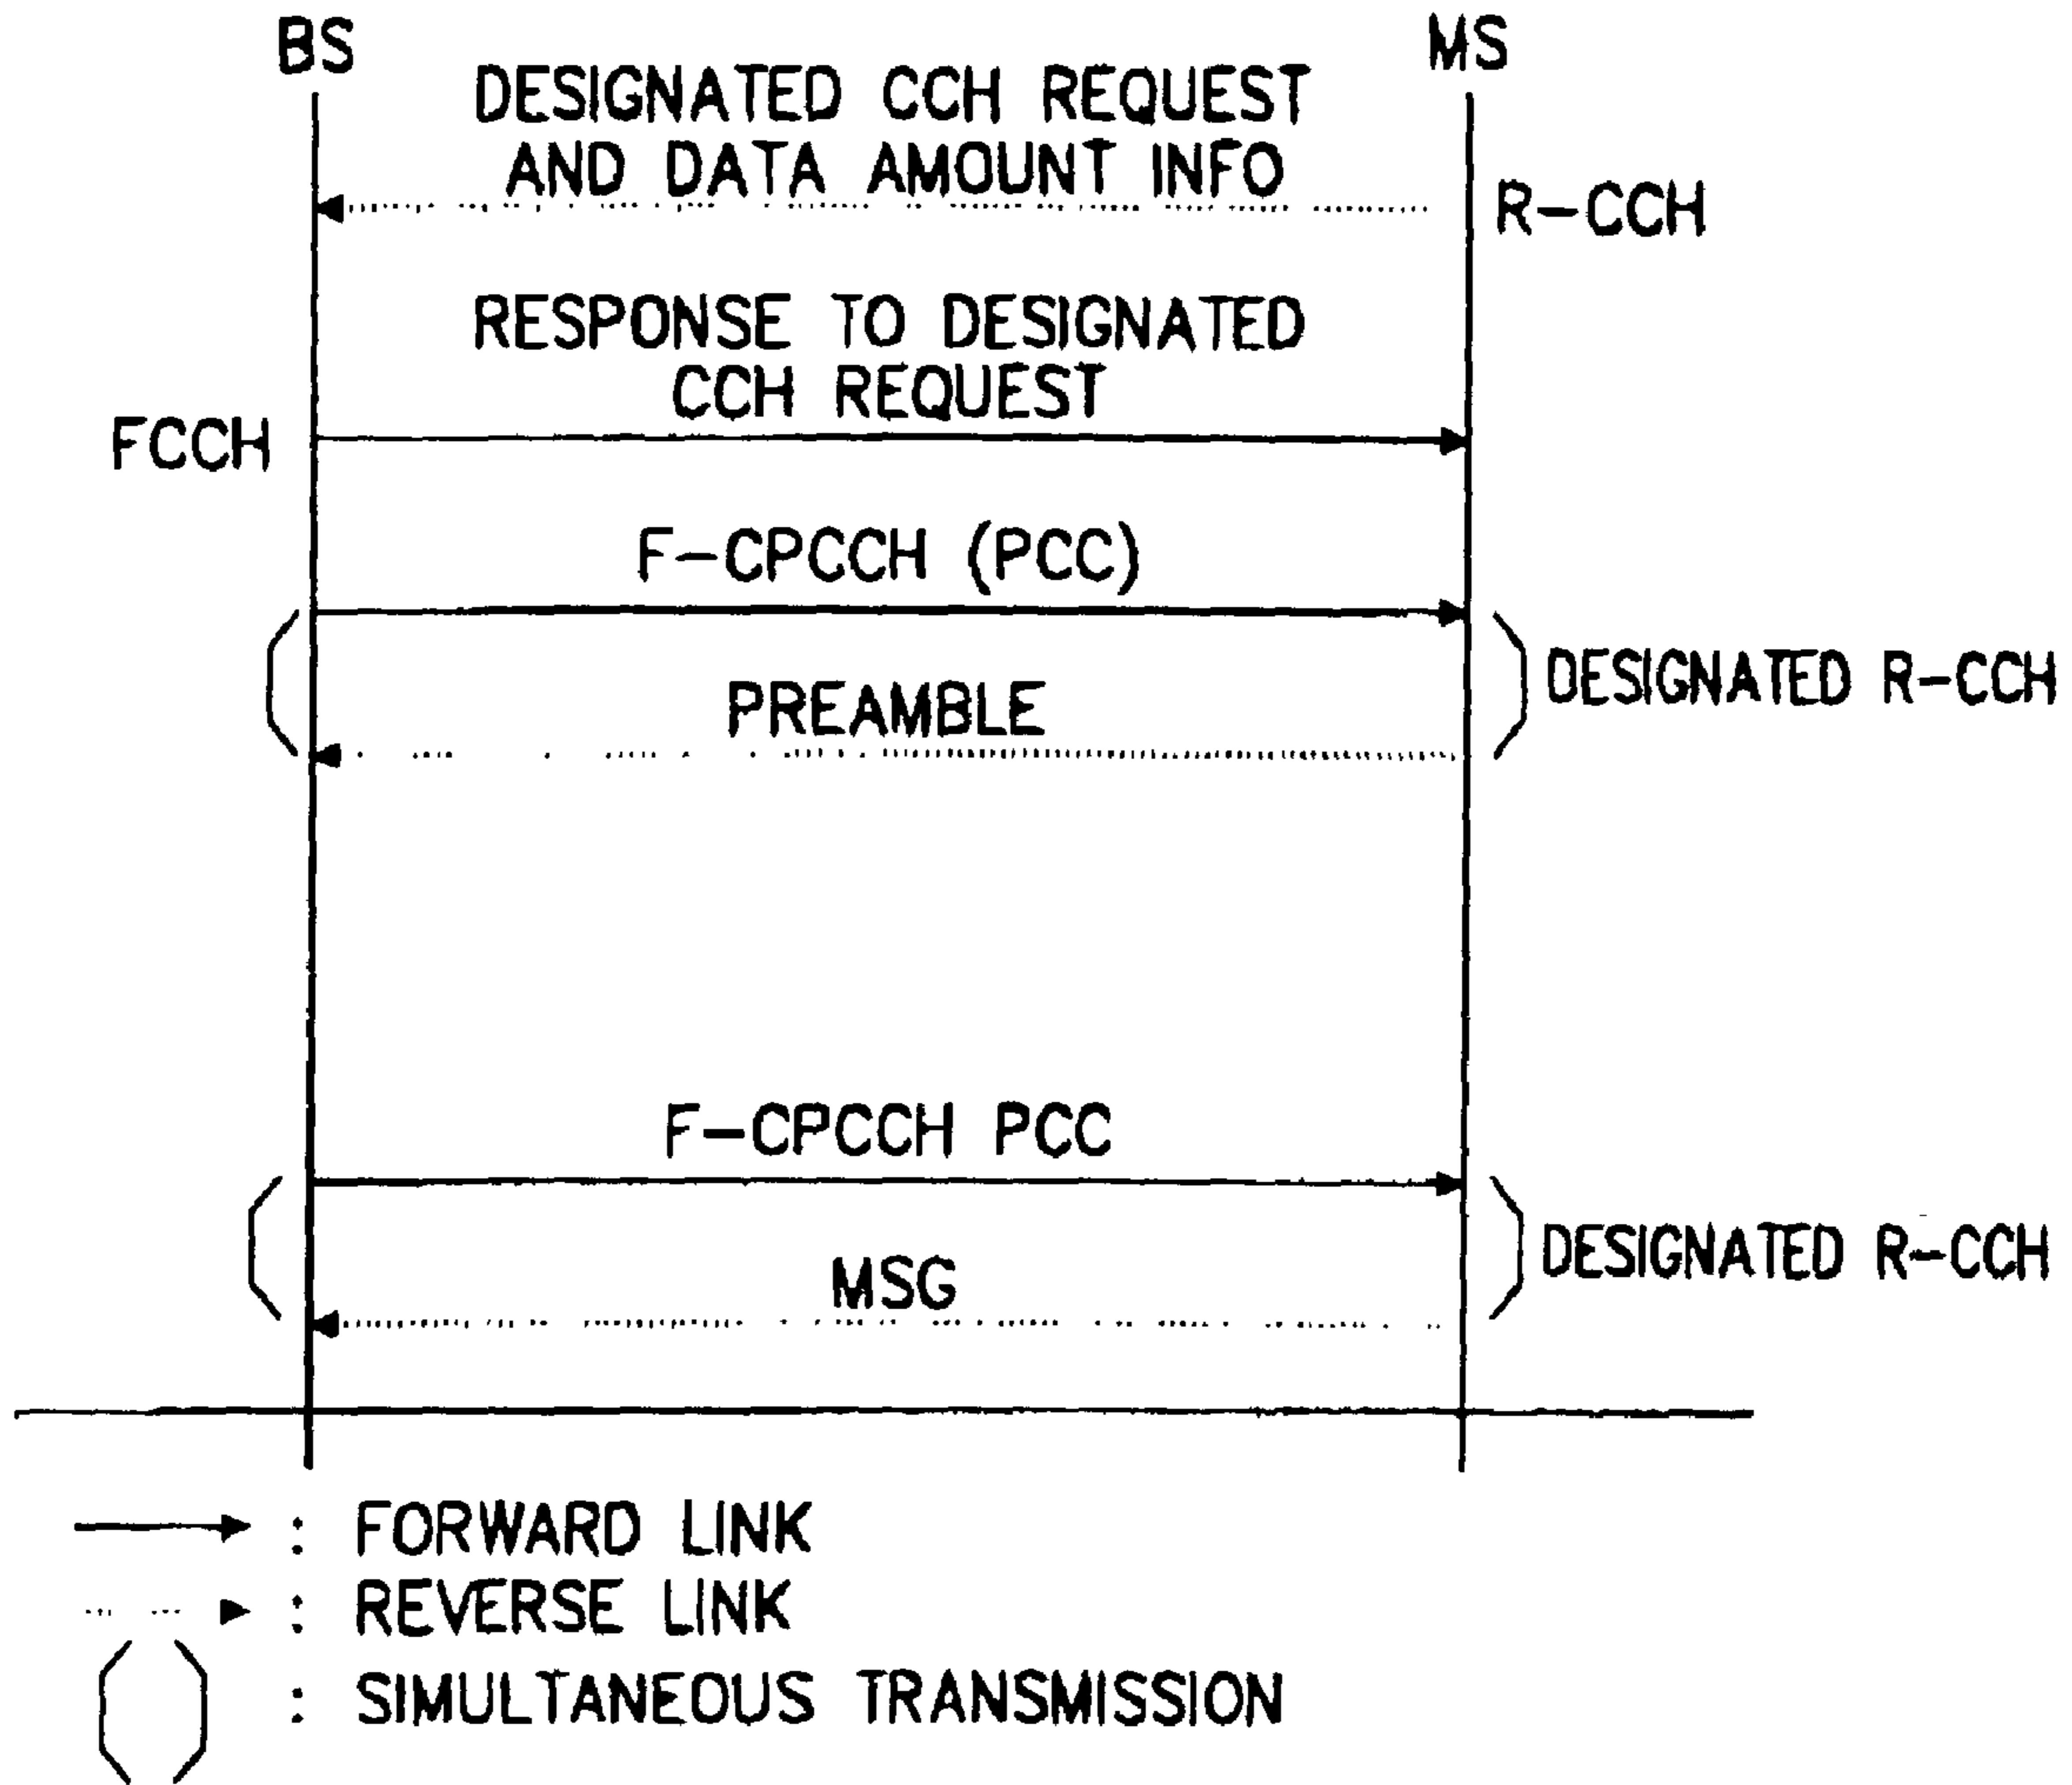 BS
MS
DESIGNATED CCH REQUEST
AND DATA AMOUNT INFO
R-CCH
RESPONSE TO DESIGNATED
CCH REQUEST
FCCH
F-CPCCH (PCC)
DESIGNATED R-CCH
PREAMBLE
F-CPCCH PCC
DESIGNATED R-CCH
MSG
: FORWARD LINK
: REVERSE LINK
: SIMULTANEOUS TRANSMISSION